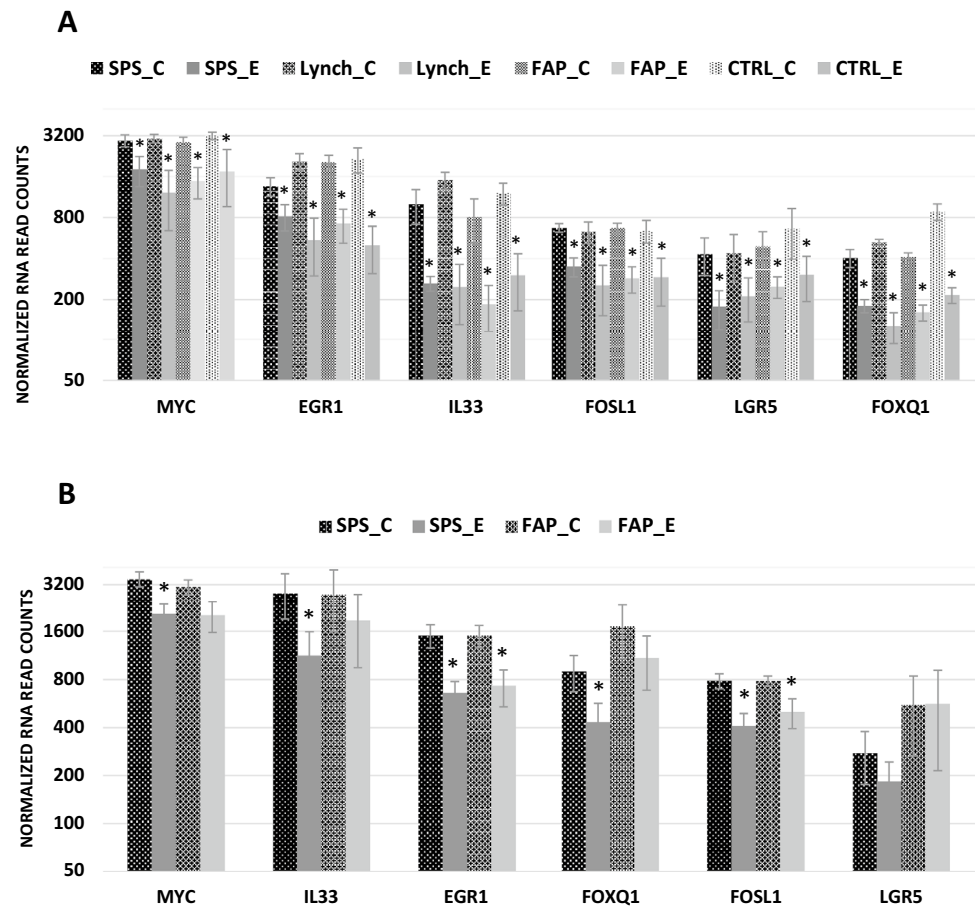 A
SPS_C SPS_E Lynch_C Lynch_E FAP_C FAP_E CTRL_C CTRL_E
NORMALIZED RNA READ COUNTS
3200
800
200
50
* * * *
* * * *
* * * *
* * * *
* * * *
* * * *
MYC EGR1 IL33 FOSL1 LGR5 FOXQ1
B
SPS_C SPS_E FAP_C FAP_E
NORMALIZED RNA READ COUNTS
3200
1600
800
400
200
100
50
*
*
* *
*
* *
MYC IL33 EGR1 FOXQ1 FOSL1 LGR5